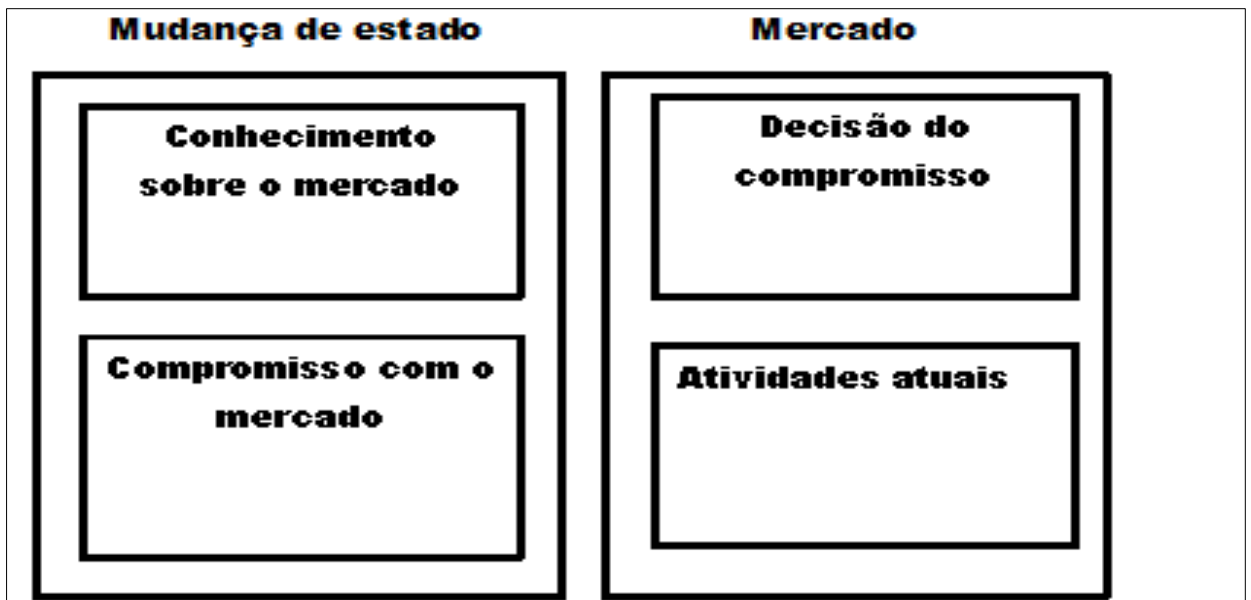 Mudança de estado
Mercado
Conhecimento
sobre o mercado
Decisão do
compromisso
Compromisso com o
mercado
Atividades atuais